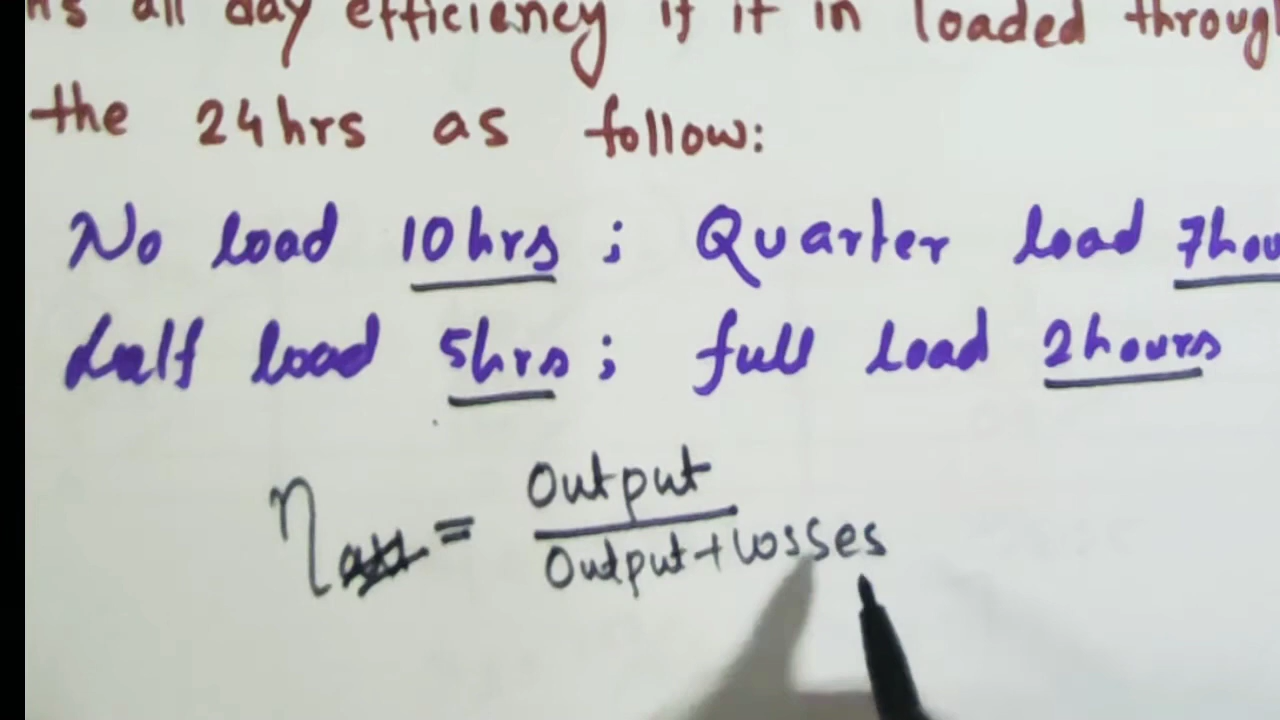 its all day efficiency if it in loaded throug
the 24hrs as follow:
No load 10hrs ; Quarter load 7hou
Half load 5hrs ; full load 2hours
η = Output
Output + losses